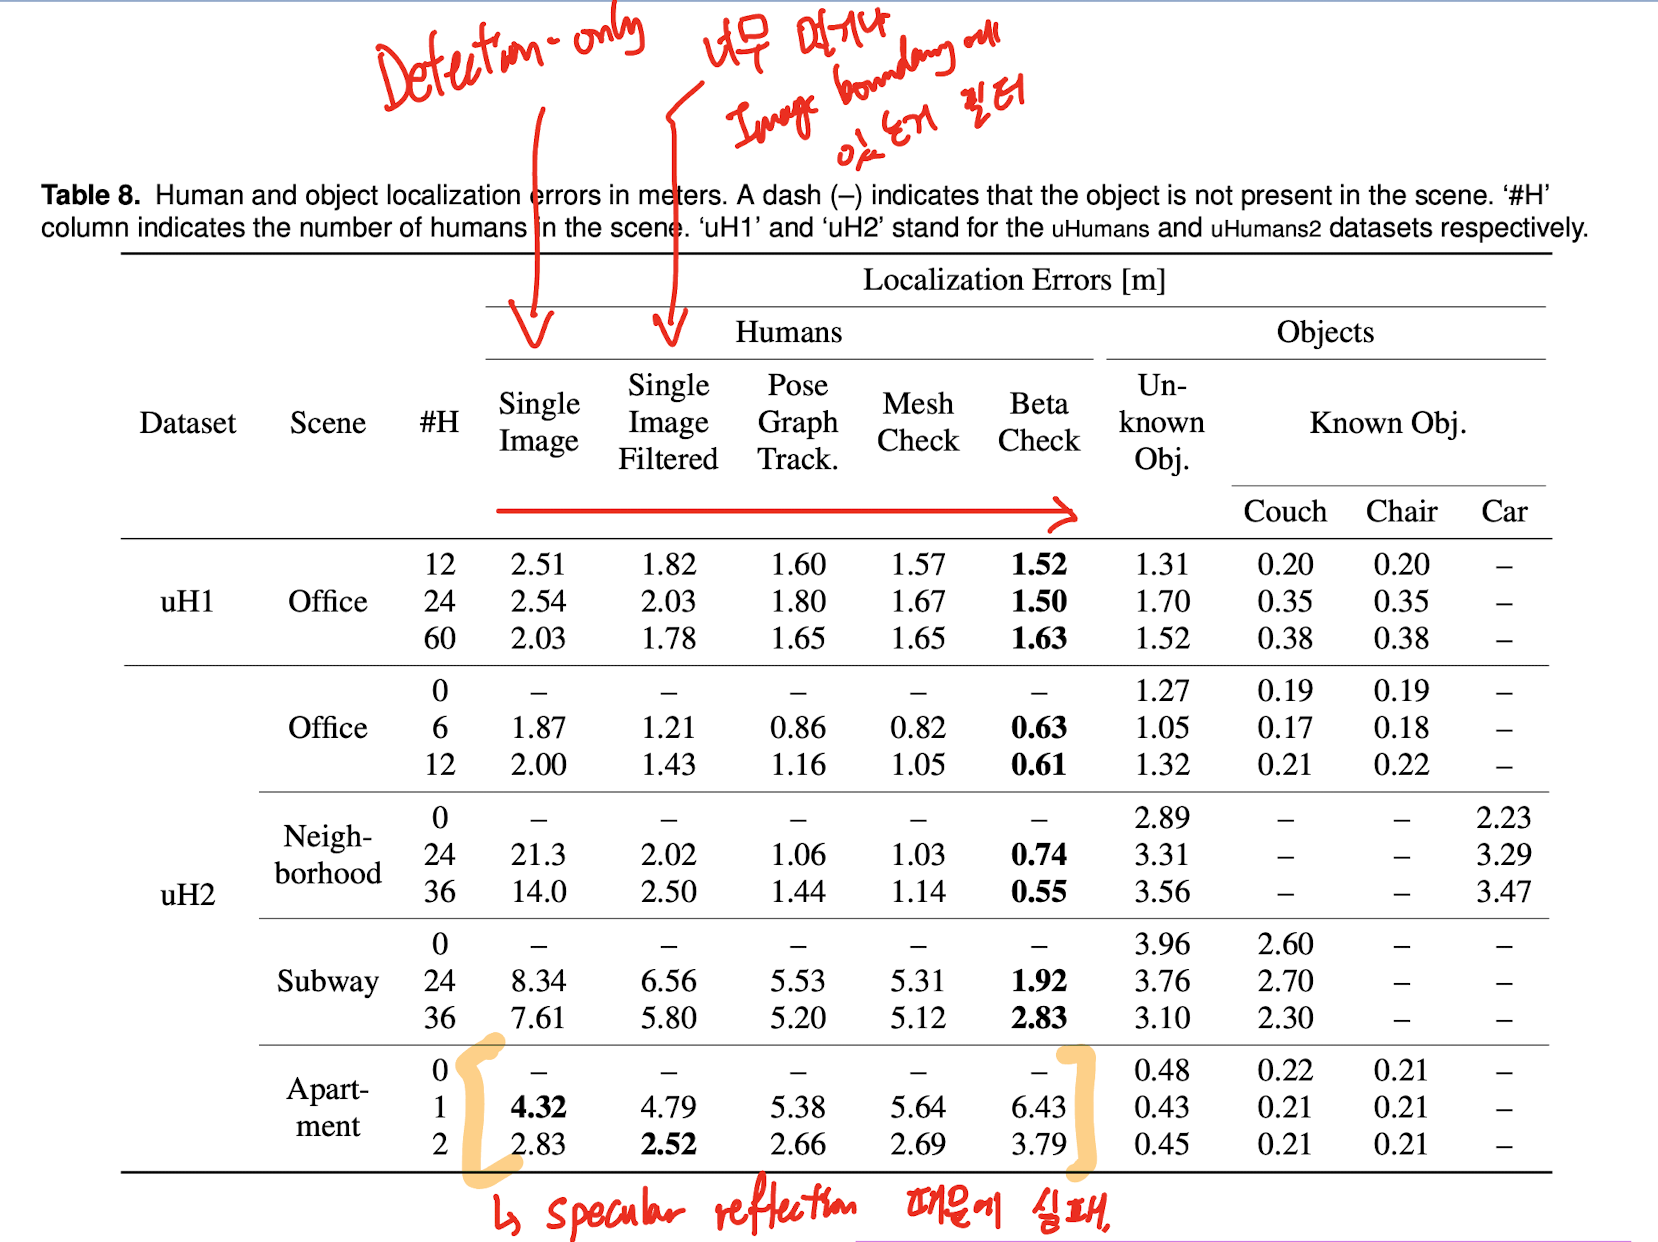 Detection-only
너무 멀거나
Image boundary에
있는거 필터
Table 8. Human and object localization errors in meters. A dash (–) indicates that the object is not present in the scene. ‘#H’
column indicates the number of humans in the scene. ‘uH1’ and ‘uH2’ stand for the uHumans and uHumans2 datasets respectively.
Localization Errors [m]
Humans Objects
Dataset Scene #H Single Image Single Image Filtered Pose Graph Track. Mesh Check Beta Check Un-known Obj. Known Obj.
Couch Chair Car
uH1 Office
12 2.51 1.82 1.60 1.57 1.52 1.31 0.20 0.20 –
24 2.54 2.03 1.80 1.67 1.50 1.70 0.35 0.35 –
60 2.03 1.78 1.65 1.65 1.63 1.52 0.38 0.38 –
uH2
Office
0 – – – – – 1.27 0.19 0.19 –
6 1.87 1.21 0.86 0.82 0.63 1.05 0.17 0.18 –
12 2.00 1.43 1.16 1.05 0.61 1.32 0.21 0.22 –
Neigh-
borhood
0 – – – – – 2.89 – – 2.23
24 21.3 2.02 1.06 1.03 0.74 3.31 – – 3.29
36 14.0 2.50 1.44 1.14 0.55 3.56 – – 3.47
Subway
0 – – – – – 3.96 2.60 – –
24 8.34 6.56 5.53 5.31 1.92 3.76 2.70 – –
36 7.61 5.80 5.20 5.12 2.83 3.10 2.30 – –
Apart-
ment
0 – – – – – 0.48 0.22 0.21 –
1 4.32 4.79 5.38 5.64 6.43 0.43 0.21 0.21 –
2 2.83 2.52 2.66 2.69 3.79 0.45 0.21 0.21 –
↳ specular reflection 때문에 실패.